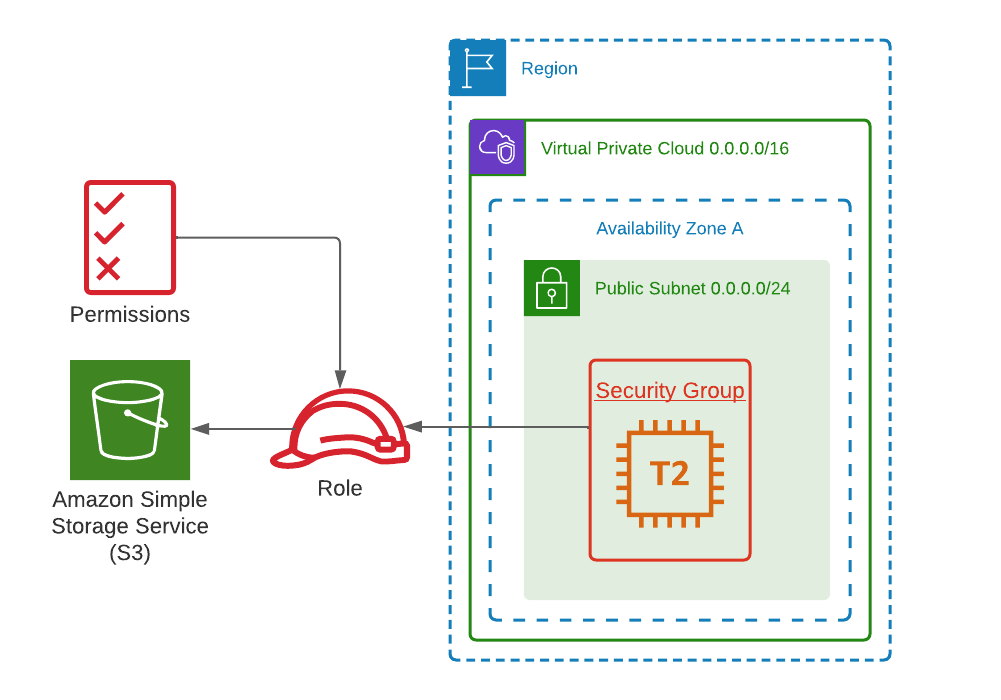 Region
Virtual Private Cloud 0.0.0.0/16
Availability Zone A
Public Subnet 0.0.0.0/24
Permissions
Security Group
T2
Role
Amazon Simple
Storage Service
(S3)